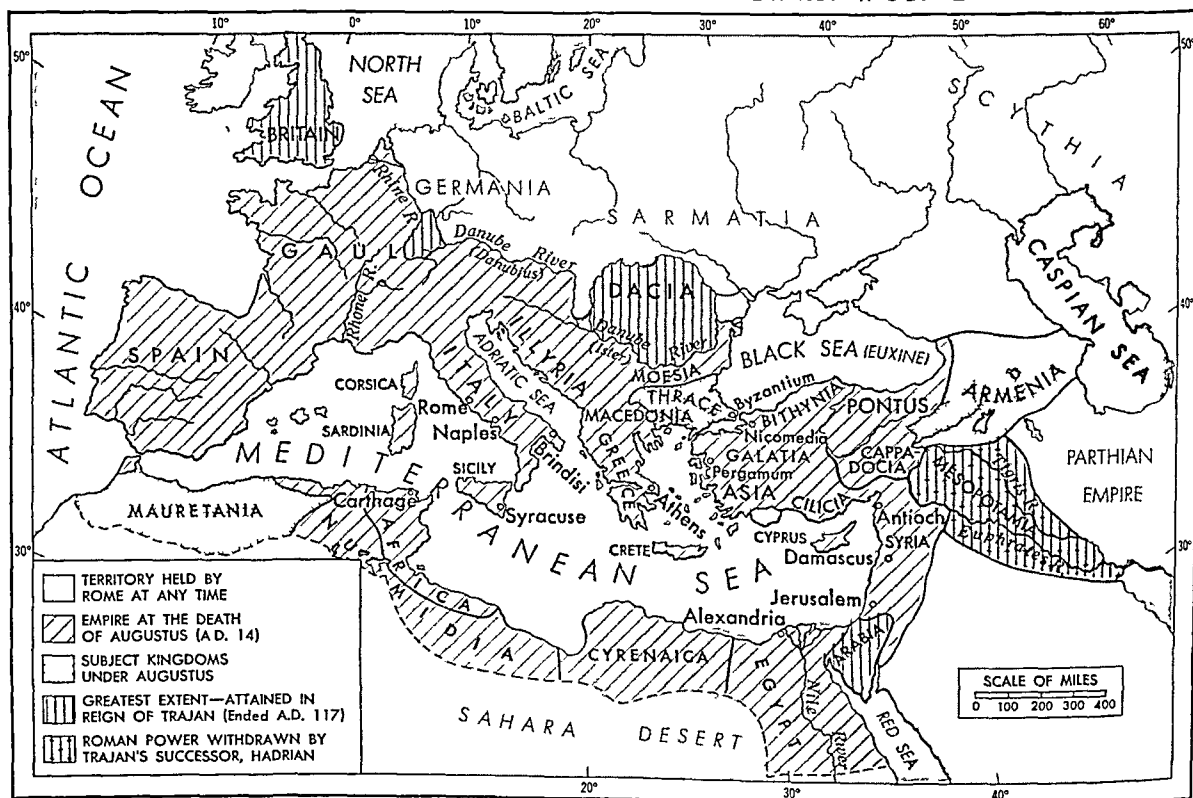 10°
0°
10°
20°
30°
40°
50°
60°
50°
50°
40°
40°
30°
30°
20°
30°
40°
ATLANTIC OCEAN
NORTH
SEA
BALTIC SEA
SCYTHIA
BRITAIN
GERMANIA
Rhine R.
SARMATIA
GAUL
Danube River
(Danubius)
Rhone R.
DACIA
CASPIAN SEA
SPAIN
ILLYRIA
Danube River
(Ister)
BLACK SEA (EUXINE)
ITALY
ADRIATIC SEA
MOESIA
CORSICA
THRACE
Byzantium
BITHYNIA
PONTUS
ARMENIA
Rome
MACEDONIA
SARDINIA
Naples
Nicomedia
GALATIA
CAPPA-
DOCIA
MEDITERRANEAN SEA
Brindisi
GREECE
Pergamum
ASIA
MESOPOTAMIA
Tigris R.
PARTHIAN
EMPIRE
SICILY
Carthage
Athens
CILICIA
MAURETANIA
Syracuse
Antioch
Euphrates R.
CRETE
CYPRUS
SYRIA
Damascus
NUMIDIA
AFRICA
Jerusalem
Alexandria
CYRENAICA
EGYPT
ARABIA
Nile River
SAHARA DESERT
RED SEA
TERRITORY HELD BY
ROME AT ANY TIME
EMPIRE AT THE DEATH
OF AUGUSTUS (A D. 14)
SUBJECT KINGDOMS
UNDER AUGUSTUS
GREATEST EXTENT—ATTAINED IN
REIGN OF TRAJAN (Ended A.D. 117)
ROMAN POWER WITHDRAWN BY
TRAJAN'S SUCCESSOR, HADRIAN
SCALE OF MILES
0 100 200 300 400